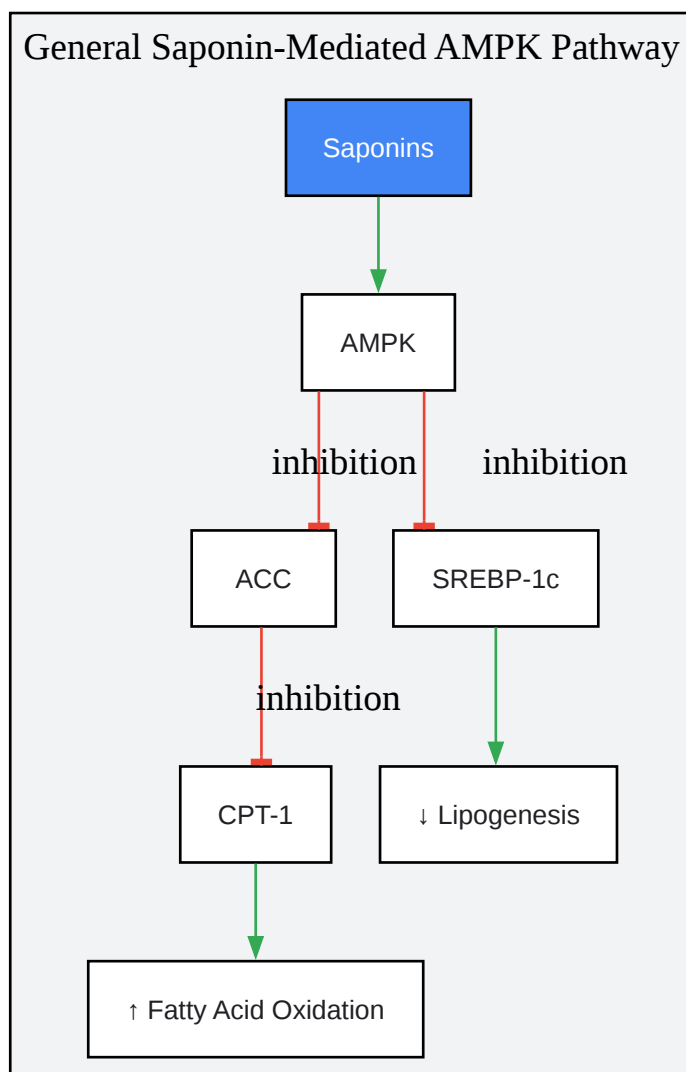 General Saponin-Mediated AMPK Pathway
Saponins
AMPK
inhibition
inhibition
ACC
SREBP-1c
inhibition
CPT-1
↓ Lipogenesis
↑ Fatty Acid Oxidation